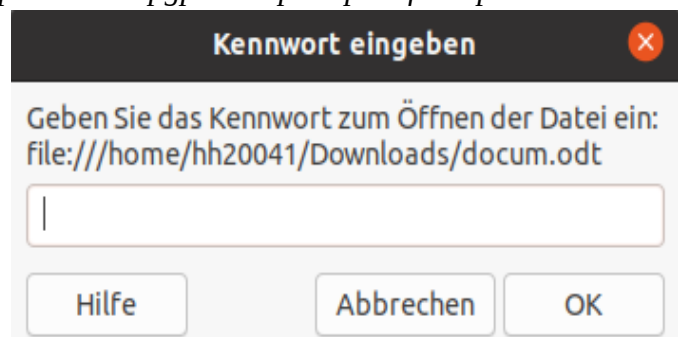 Kennwort eingeben
Geben Sie das Kennwort zum Öffnen der Datei ein:
file:///home/hh20041/Downloads/docum.odt
Hilfe
Abbrechen
OK